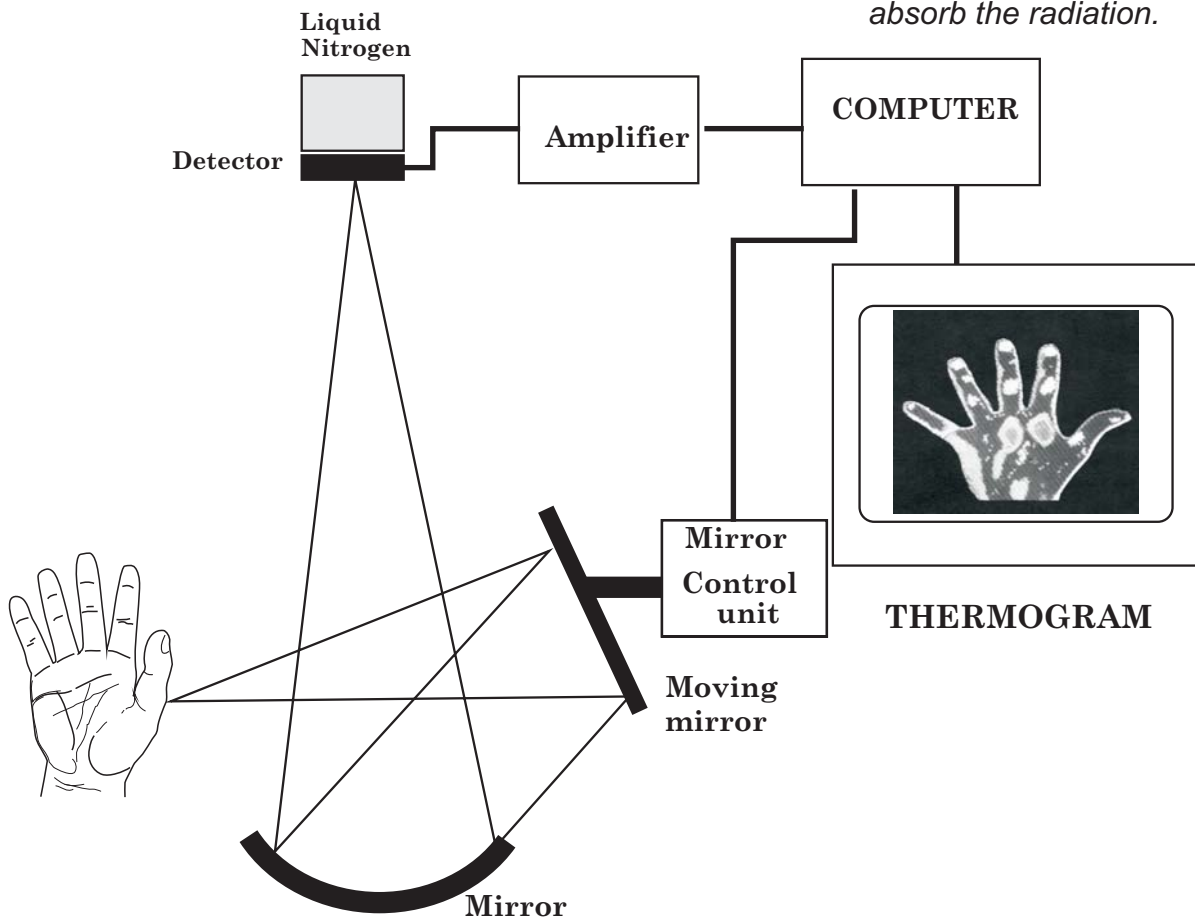 absorb the radiation.
Liquid
Nitrogen
Detector
Amplifier
COMPUTER
Mirror
Control
unit
THERMOGRAM
Moving
mirror
Mirror